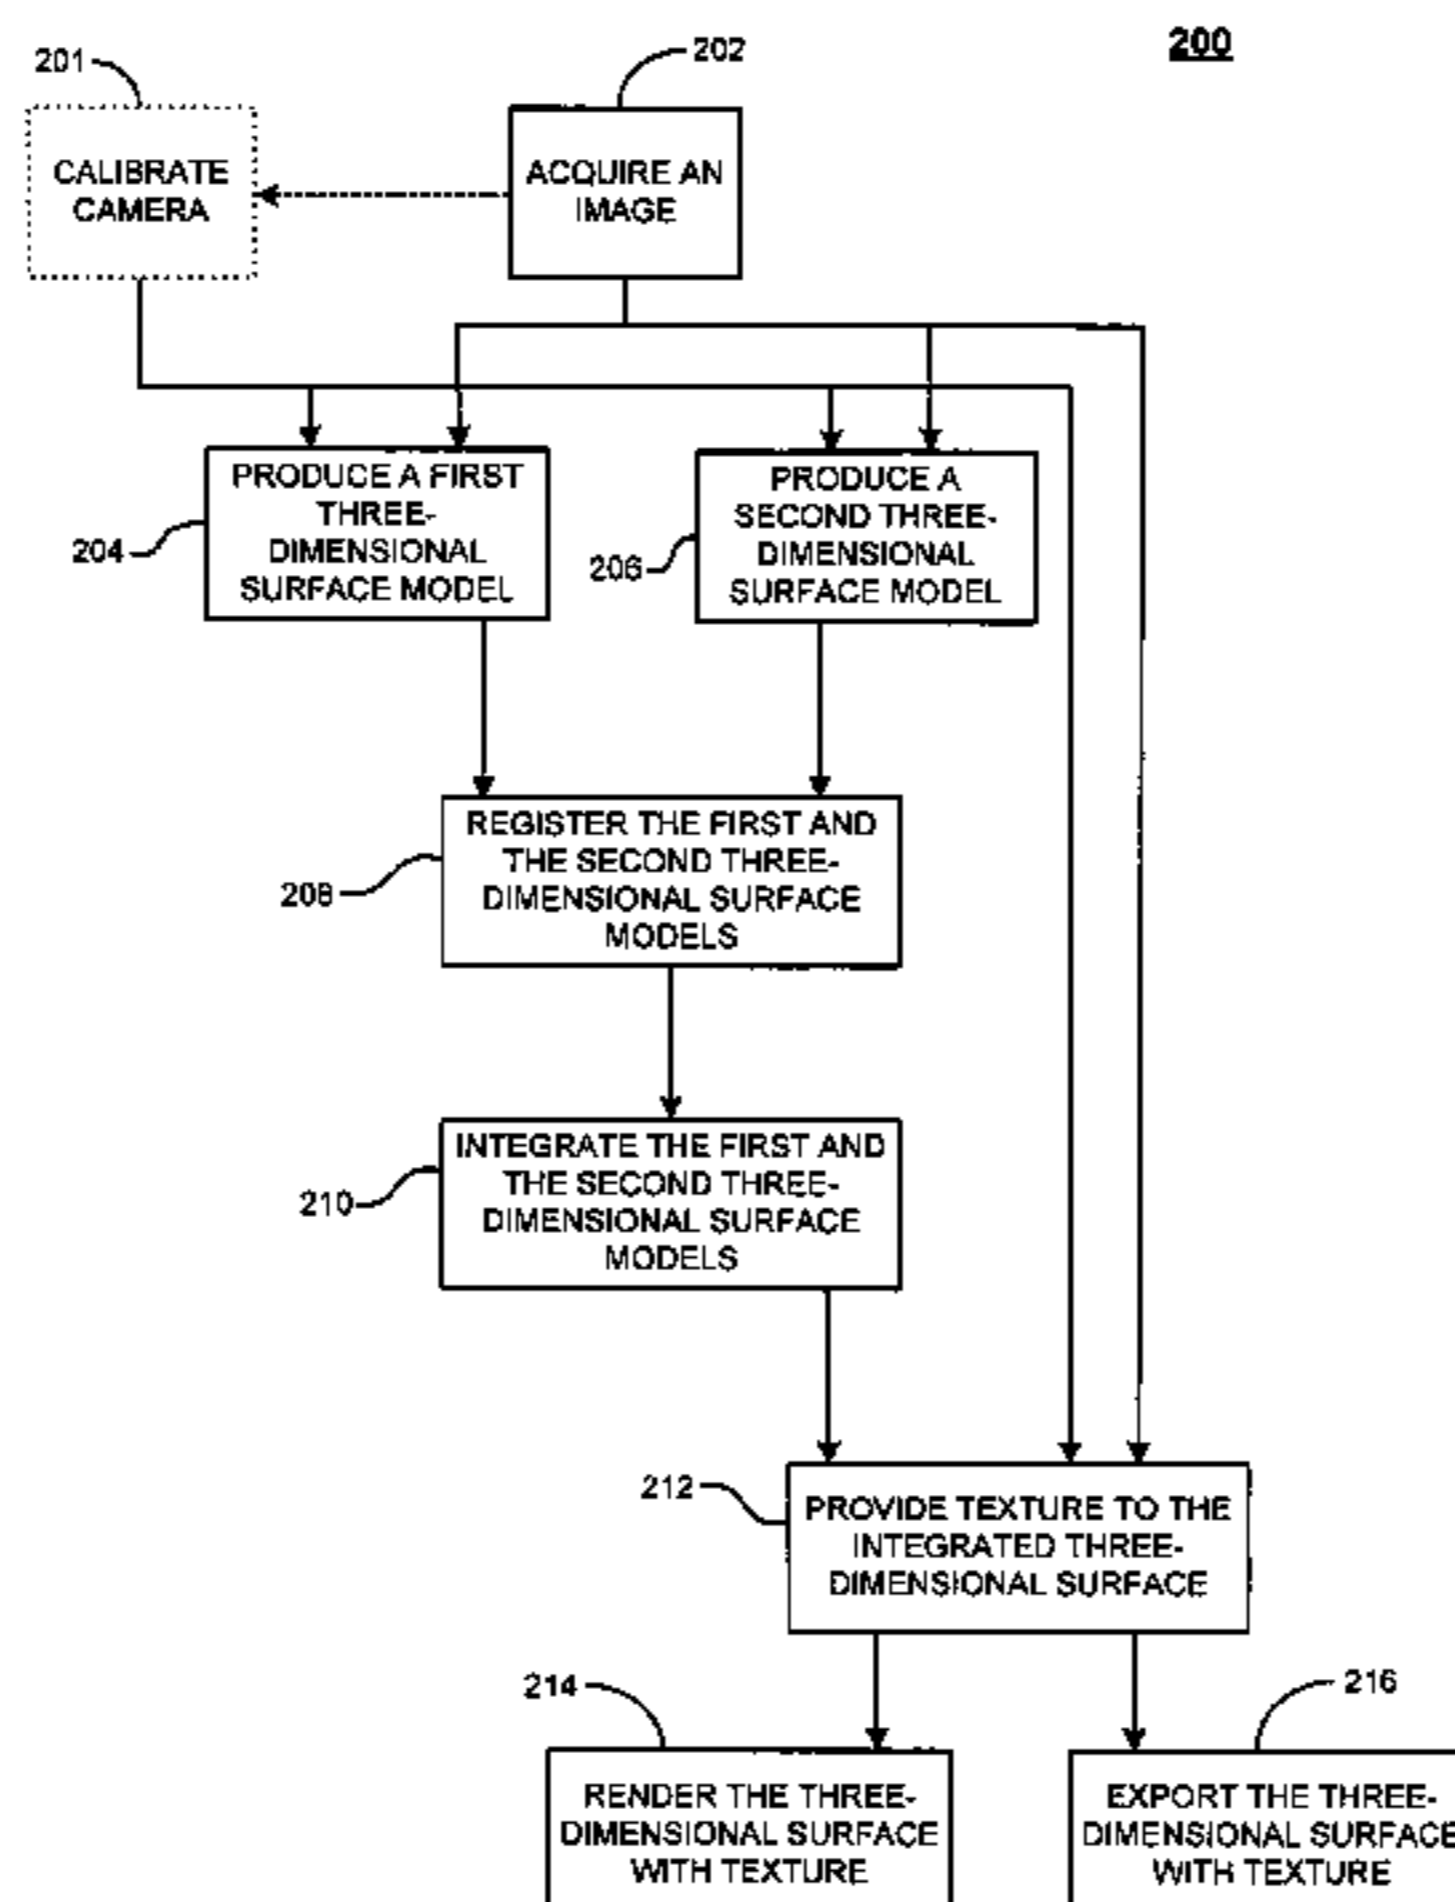 200
201
202
CALIBRATE
CAMERA
ACQUIRE AN
IMAGE
204
PRODUCE A FIRST
THREE-
DIMENSIONAL
SURFACE MODEL
206
PRODUCE A
SECOND THREE-
DIMENSIONAL
SURFACE MODEL
208
REGISTER THE FIRST AND
THE SECOND THREE-
DIMENSIONAL SURFACE
MODELS
210
INTEGRATE THE FIRST AND
THE SECOND THREE-
DIMENSIONAL SURFACE
MODELS
212
PROVIDE TEXTURE TO THE
INTEGRATED THREE-
DIMENSIONAL SURFACE
214
216
RENDER THE THREE-
DIMENSIONAL SURFACE
WITH TEXTURE
EXPORT THE THREE-
DIMENSIONAL SURFACE
WITH TEXTURE